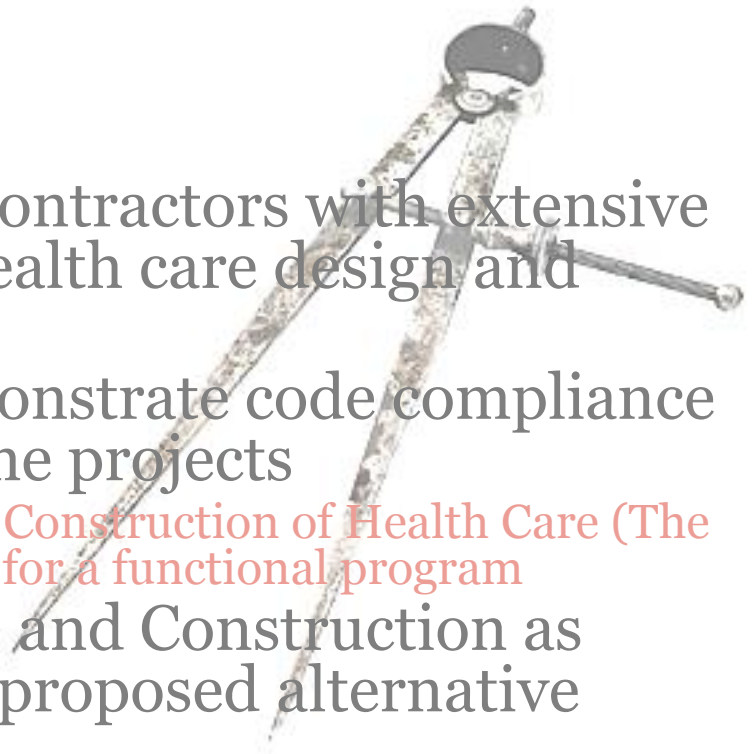 ontractors with extensive
ealth care design and
onstrate code compliance
ne projects
Construction of Health Care (The
for a functional program
and Construction as
proposed alternative